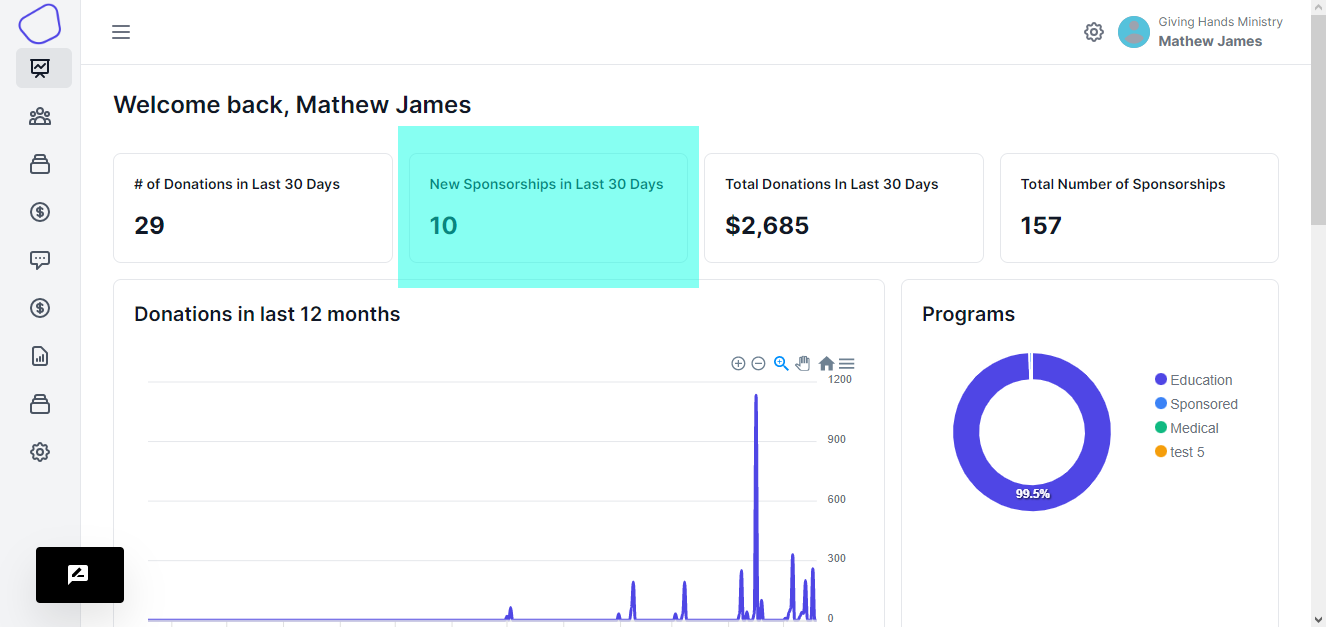 Giving Hands Ministry
Mathew James
Welcome back, Mathew James
# of Donations in Last 30 Days
29
New Sponsorships in Last 30 Days
10
Total Donations In Last 30 Days
$2,685
Total Number of Sponsorships
157
Donations in last 12 months
1200
900
600
300
0
Programs
99.5%
Education
Sponsored
Medical
test 5